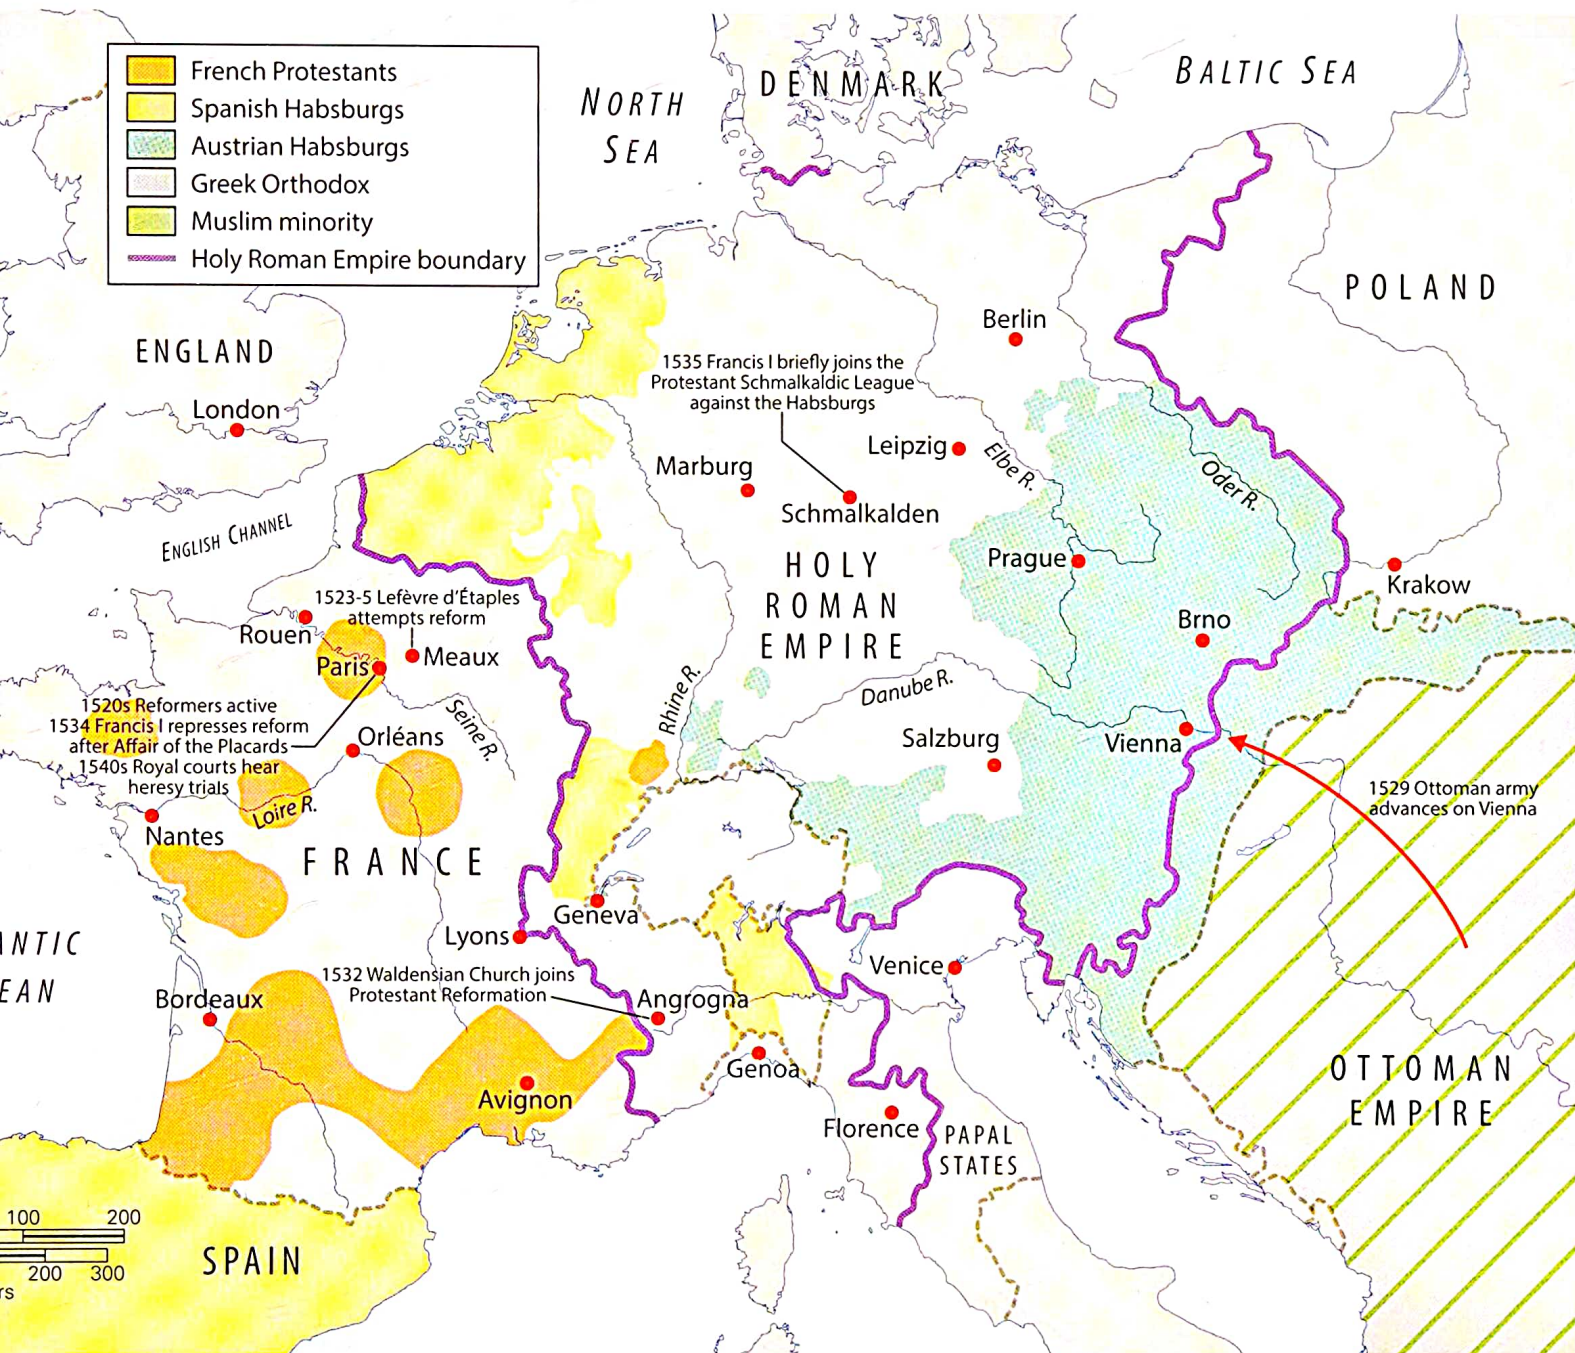 French Protestants
Spanish Habsburgs
Austrian Habsburgs
Greek Orthodox
Muslim minority
Holy Roman Empire boundary
NORTH
SEA
DENMARK
BALTIC SEA
POLAND
ENGLAND
London
Berlin
1535 Francis I briefly joins the
Protestant Schmalkaldic League
against the Habsburgs
Leipzig
Elbe R.
Oder R.
Marburg
Schmalkalden
ENGLISH CHANNEL
HOLY
ROMAN
EMPIRE
Prague
Krakow
Brno
1523-5 Lefèvre d'Étaples
attempts reform
Rouen
Paris
Meaux
Rhine R.
Danube R.
1520s Reformers active
1534 Francis I represses reform
after Affair of the Placards
1540s Royal courts hear
heresy trials
Seine R.
Orléans
Salzburg
Vienna
1529 Ottoman army
advances on Vienna
Loire R.
Nantes
FRANCE
Geneva
Lyons
ANTIC
EAN
Venice
1532 Waldensian Church joins
Protestant Reformation
Angrogna
Bordeaux
Genoa
Avignon
Florence
PAPAL
STATES
OTTOMAN
EMPIRE
100 200
200 300
rs
SPAIN